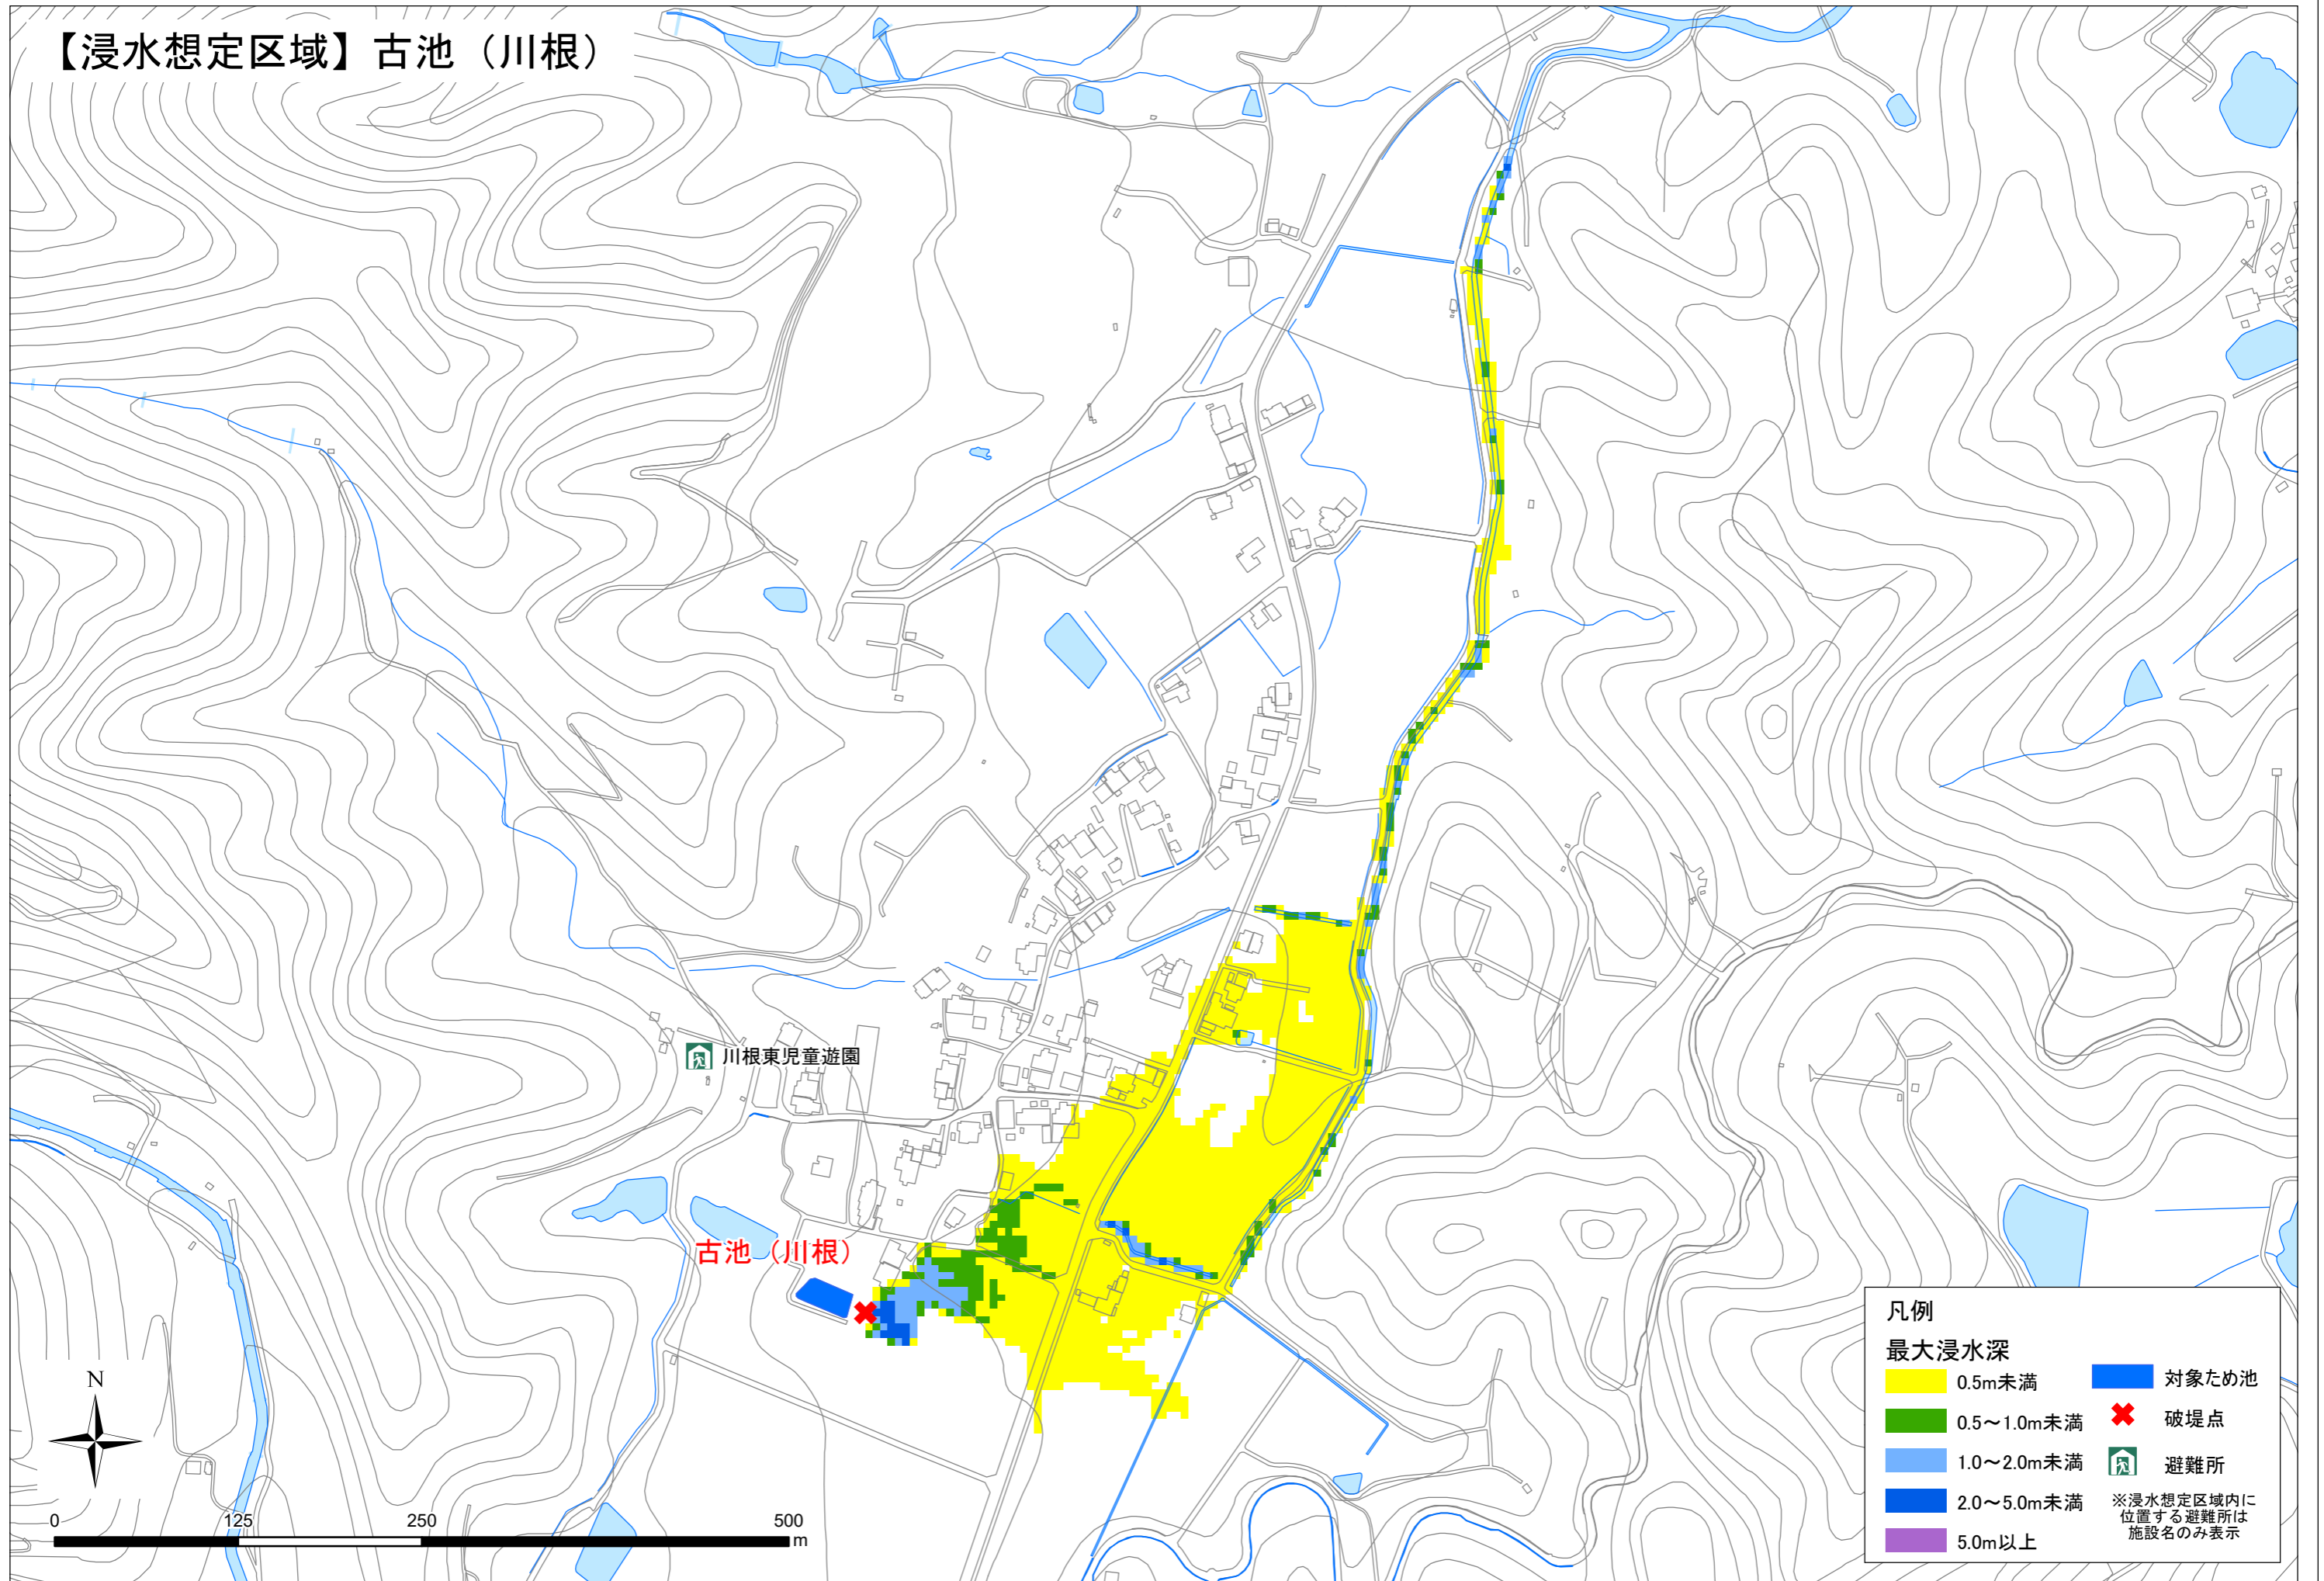 【浸水想定区域】古池（川根）
川根東児童遊園
古池（川根）
N
0 125 250 500
m
凡例
最大浸水深
0.5m未満
0.5～1.0m未満
1.0～2.0m未満
2.0～5.0m未満
5.0m以上
対象ため池
破堤点
避難所
※浸水想定区域内に
位置する避難所は
施設名のみ表示